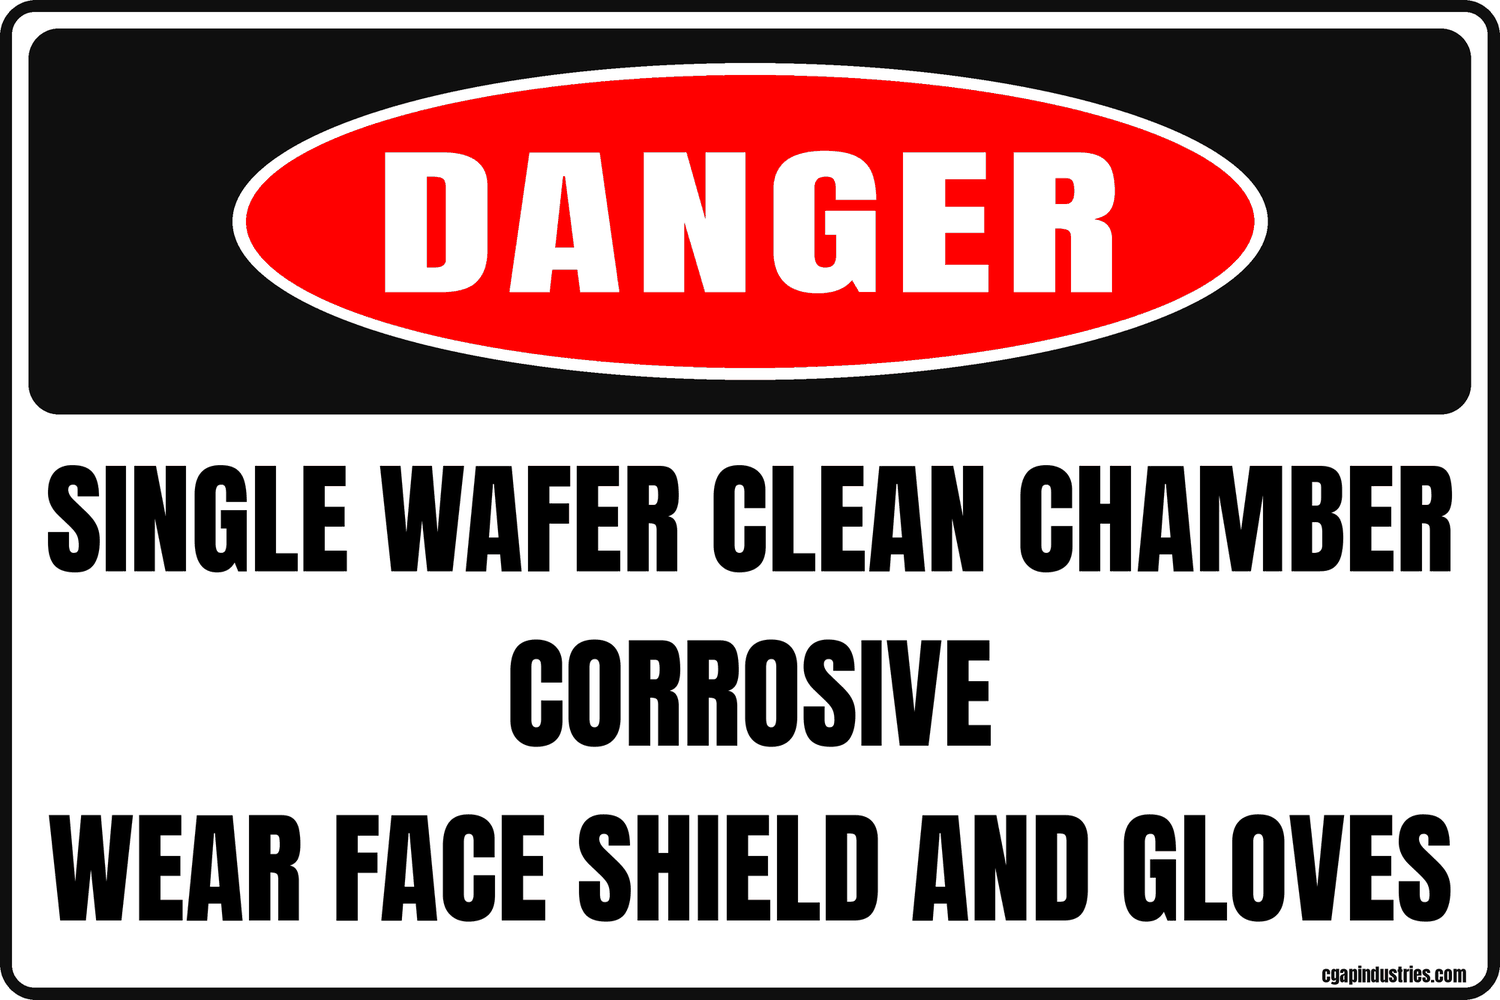 DANGER
SINGLE WAFER CLEAN CHAMBER
CORROSIVE
WEAR FACE SHIELD AND GLOVES
cgapindustries.com